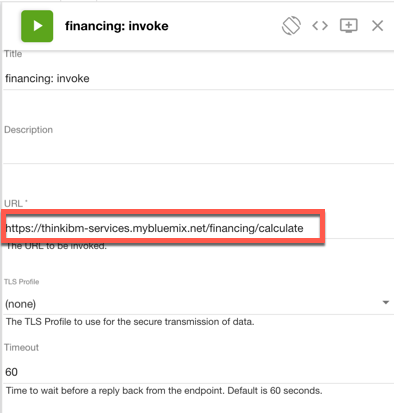 financing: invoke
Title
financing: invoke
Description
URL *
https://thinkibm-services.mybluemix.net/financing/calculate
The URL to be invoked.
TLS Profile
(none)
The TLS Profile to use for the secure transmission of data.
Timeout
60
Time to wait before a reply back from the endpoint. Default is 60 seconds.